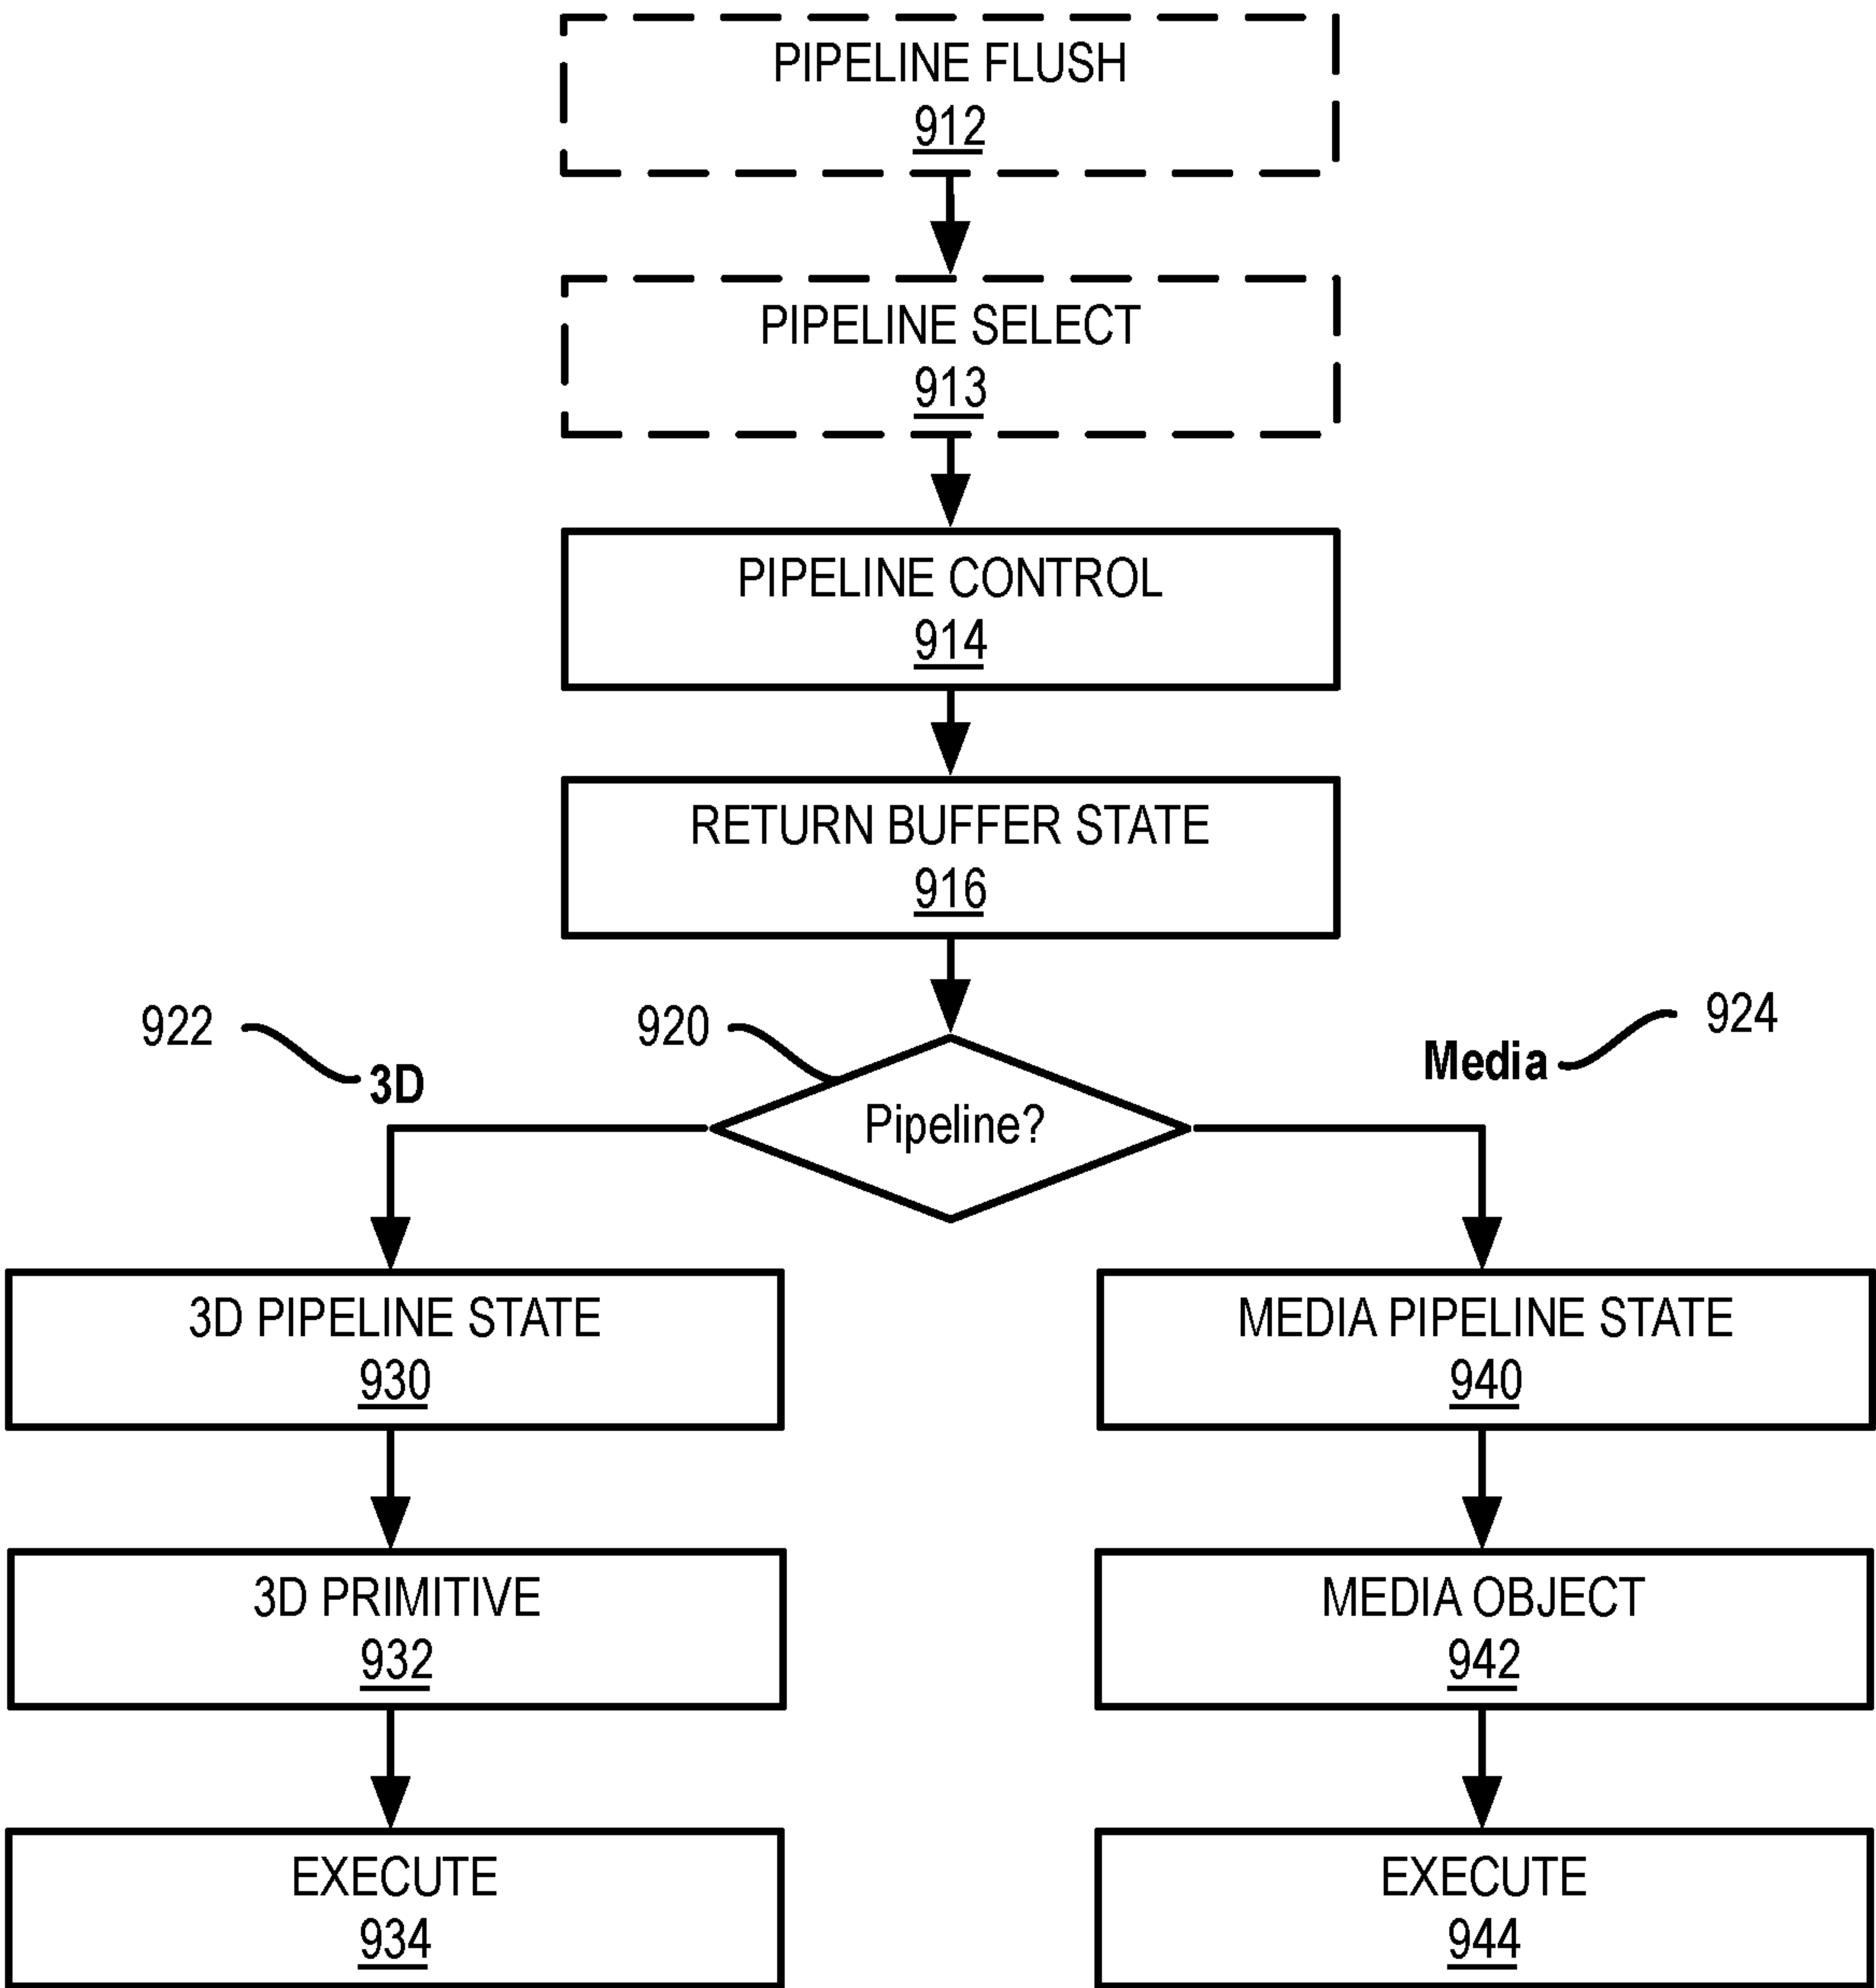 PIPELINE FLUSH
912
PIPELINE SELECT
913
PIPELINE CONTROL
914
RETURN BUFFER STATE
916
922
920
924
3D
Media
Pipeline?
3D PIPELINE STATE
930
MEDIA PIPELINE STATE
940
3D PRIMITIVE
932
MEDIA OBJECT
942
EXECUTE
934
EXECUTE
944